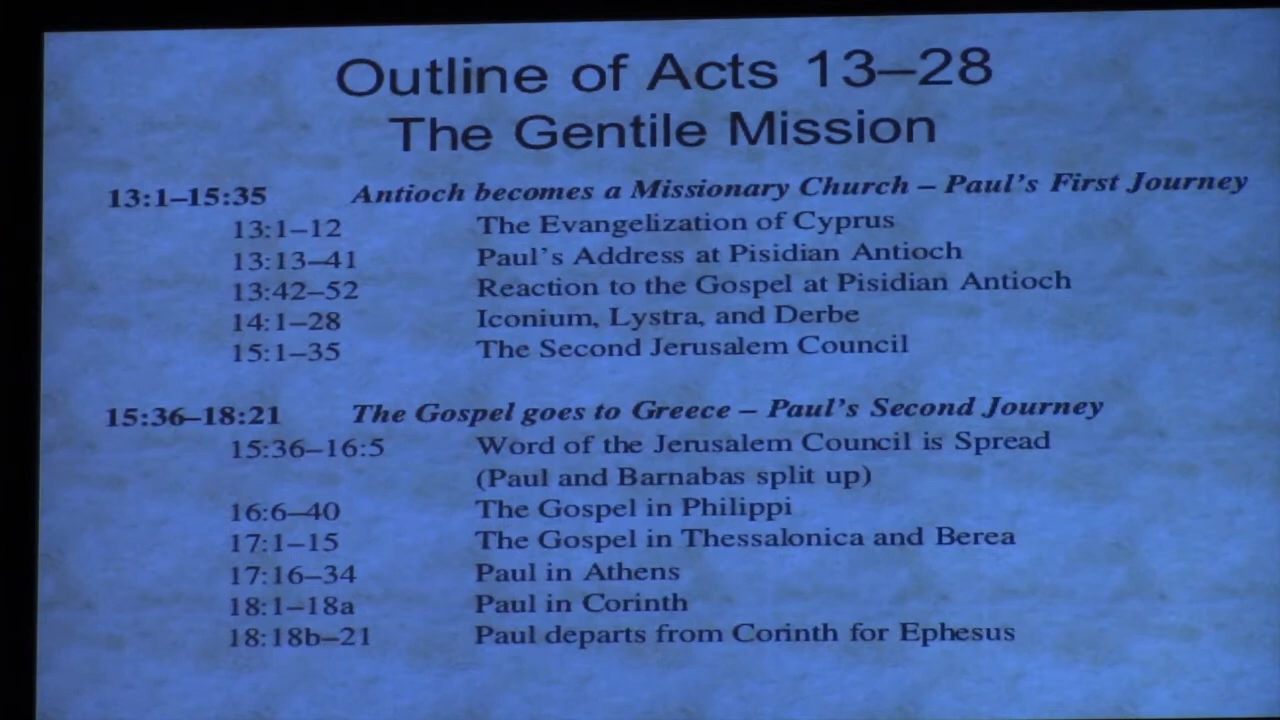 Outline of Acts 13–28
The Gentile Mission
13:1–15:35 Antioch becomes a Missionary Church – Paul's First Journey
13:1–12 The Evangelization of Cyprus
13:13–41 Paul's Address at Pisidian Antioch
13:42–52 Reaction to the Gospel at Pisidian Antioch
14:1–28 Iconium, Lystra, and Derbe
15:1–35 The Second Jerusalem Council
15:36–18:21 The Gospel goes to Greece – Paul's Second Journey
15:36–16:5 Word of the Jerusalem Council is Spread
(Paul and Barnabas split up)
16:6–40 The Gospel in Philippi
17:1–15 The Gospel in Thessalonica and Berea
17:16–34 Paul in Athens
18:1–18a Paul in Corinth
18:18b–21 Paul departs from Corinth for Ephesus